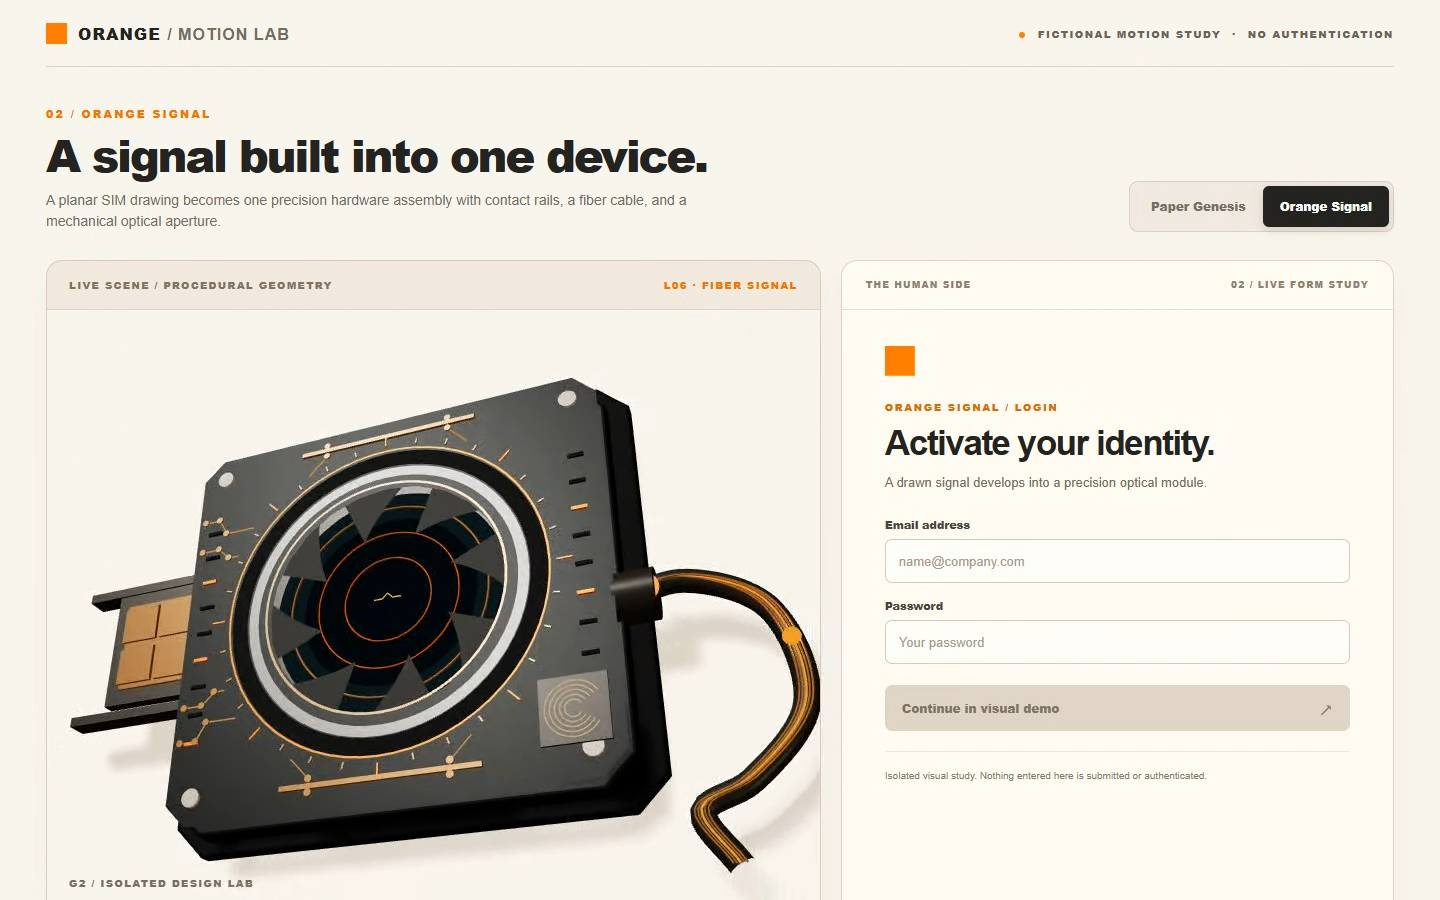 ORANGE / MOTION LAB
FICTIONAL MOTION STUDY · NO AUTHENTICATION
02 / ORANGE SIGNAL
A signal built into one device.
A planar SIM drawing becomes one precision hardware assembly with contact rails, a fiber cable, and a
mechanical optical aperture.
Paper Genesis
Orange Signal
LIVE SCENE / PROCEDURAL GEOMETRY
L06 · FIBER SIGNAL
G2 / ISOLATED DESIGN LAB
THE HUMAN SIDE
02 / LIVE FORM STUDY
ORANGE SIGNAL / LOGIN
Activate your identity.
A drawn signal develops into a precision optical module.
Email address
name@company.com
Password
Your password
Continue in visual demo ↗
Isolated visual study. Nothing entered here is submitted or authenticated.